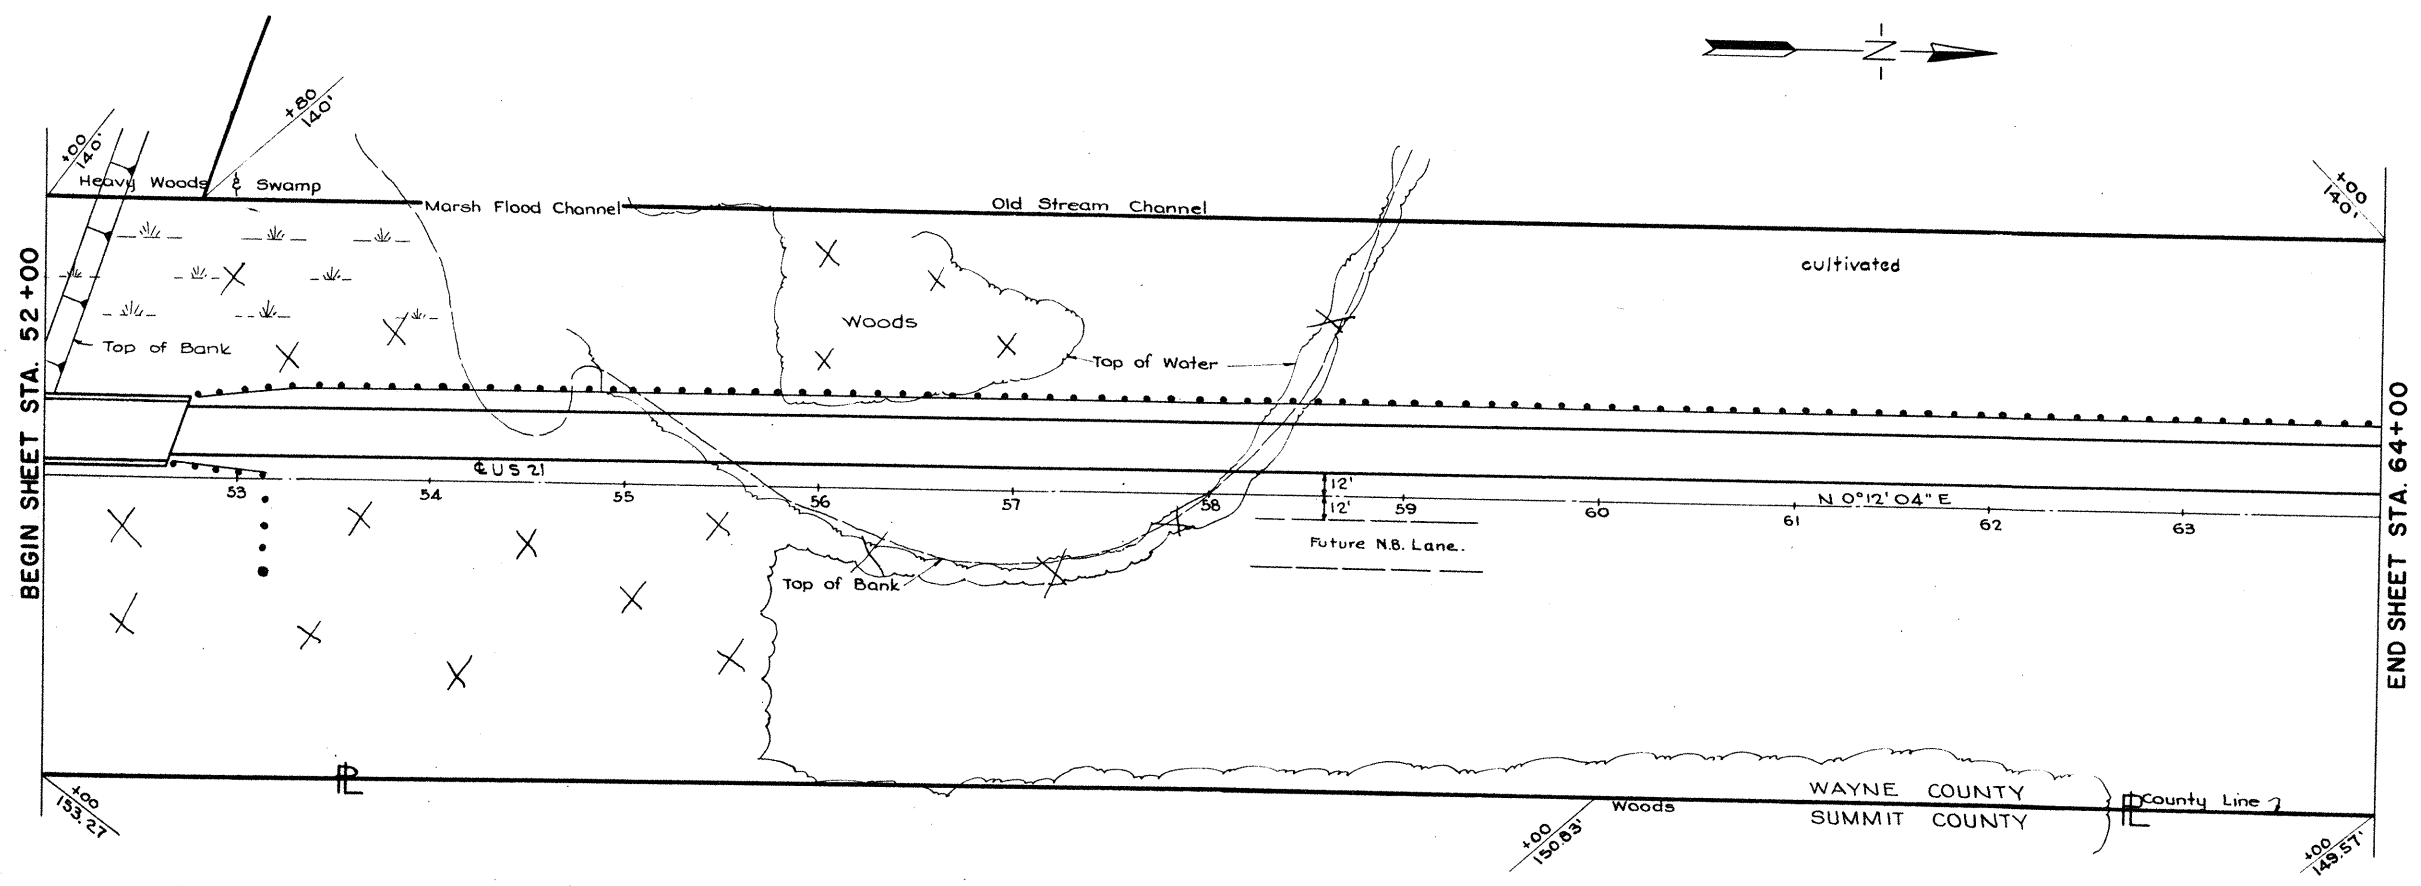 N
+80
140'
+00
140'
+00
140'
Heavy Woods & Swamp
Marsh Flood Channel
Old Stream Channel
cultivated
Woods
Top of Bank
Top of Water
BEGIN SHEET STA. 52+00
END SHEET STA. 64+00
℄ US 21
12'
12'
N 0°12'04" E
53
54
55
56
57
58
59
60
61
62
63
Future N.B. Lane.
Top of Bank
PL
WAYNE COUNTY
Woods
PL
County Line
SUMMIT COUNTY
+00
153.27
+00
150.83'
+00
149.57'